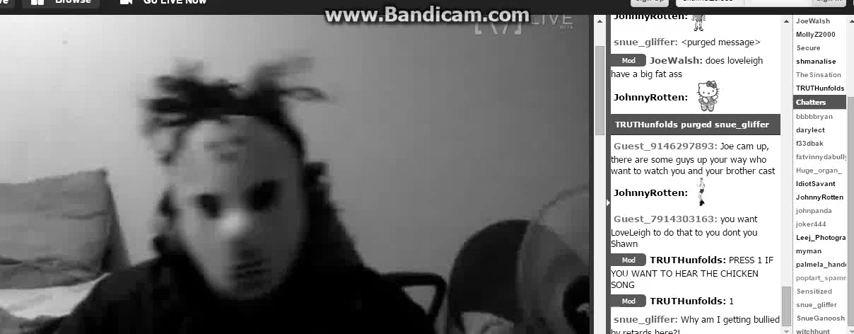 Browse
GO LIVE NOW
www.Bandicam.com
LIVE
JohnnyRotten:
snue_gliffer: <purged message>
Mod JoeWalsh: does loveleigh
have a big fat ass
JohnnyRotten:
TRUTHunfolds purged snue_gliffer
Guest_9146297893: Joe cam up,
there are some guys up your way who
want to watch you and your brother cast
JohnnyRotten:
Guest_7914303163: you want
LoveLeigh to do that to you dont you
Shawn
Mod TRUTHunfolds: PRESS 1 IF
YOU WANT TO HEAR THE CHICKEN
SONG
Mod TRUTHunfolds: 1
snue_gliffer: Why am I getting bullied
by retards here?!
JoeWalsh
MollyZ2000
Secure
shmanalise
TheSinsation
TRUTHunfolds
Chatters
bbbbbryan
darylect
f33dbak
fatvinnydabully
Huge_organ_
IdiotSavant
JohnnyRotten
johnpanda
joker444
Leej_Photogra
myman
palmela_hand
poptart_spamm
Sensitized
snue_gliffer
SnueGanoosh
witchhunt